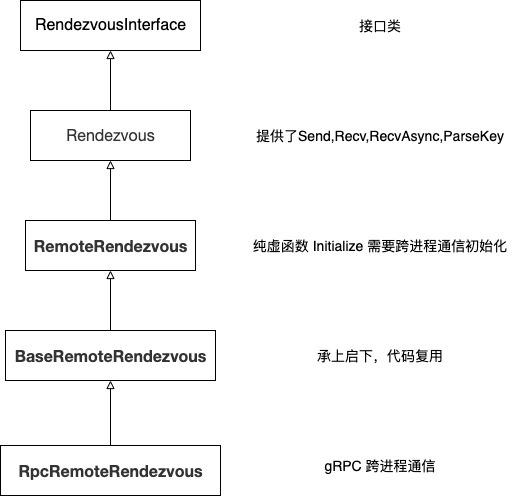 RendezvousInterface 接口类
Rendezvous 提供了Send,Recv,RecvAsync,ParseKey
RemoteRendezvous 纯虚函数 Initialize 需要跨进程通信初始化
BaseRemoteRendezvous 承上启下，代码复用
RpcRemoteRendezvous gRPC 跨进程通信